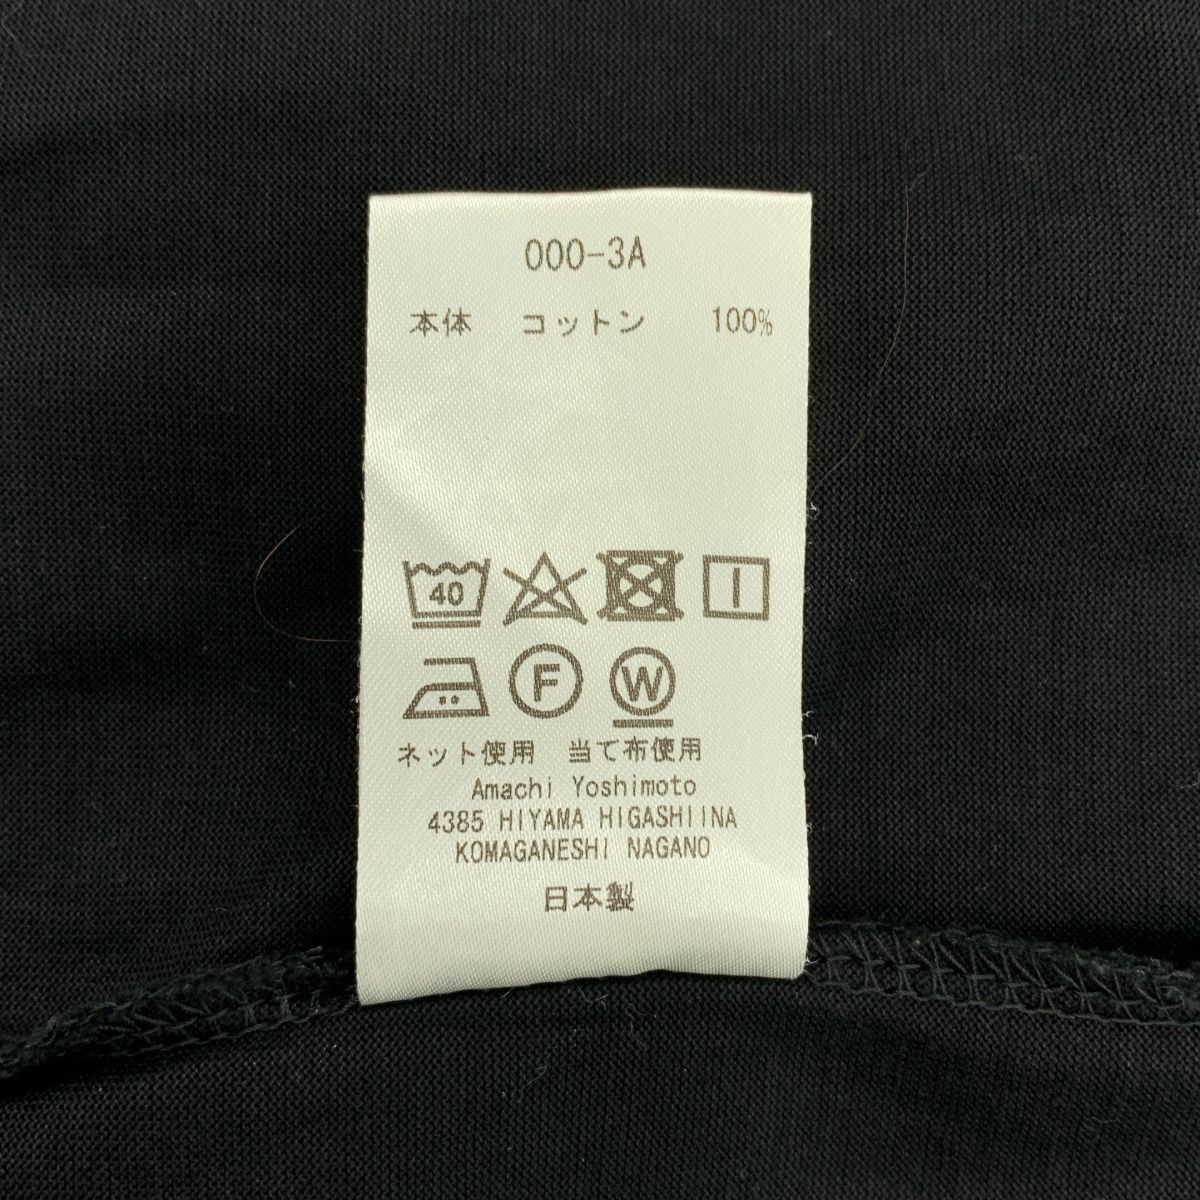 000-3A
本体 コットン 100%
40
F W
ネット使用 当て布使用
Amachi Yoshimoto
4385 HIYAMA HIGASHIINA
KOMAGANESHI NAGANO
日本製